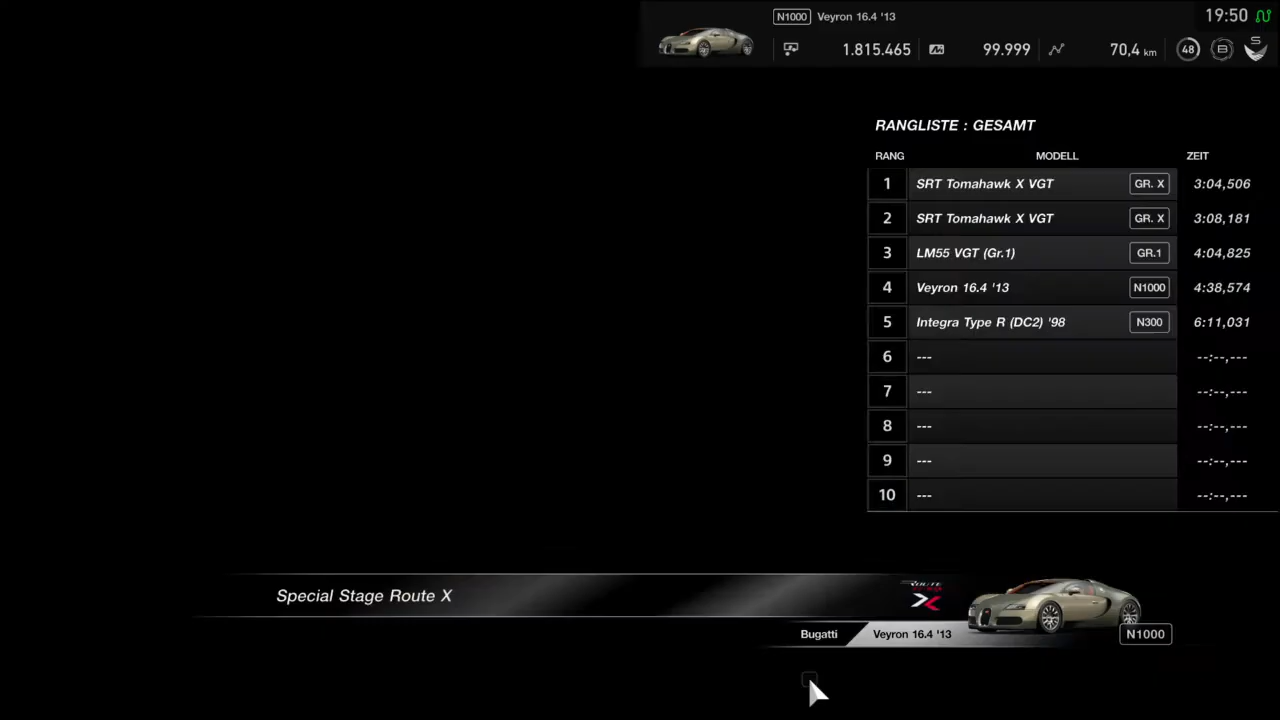 N1000 Veyron 16.4 '13 19:50
1.815.465 99.999 70,4 km 48 B S
RANGLISTE : GESAMT
RANG MODELL ZEIT
1 SRT Tomahawk X VGT GR. X 3:04,506
2 SRT Tomahawk X VGT GR. X 3:08,181
3 LM55 VGT (Gr.1) GR.1 4:04,825
4 Veyron 16.4 '13 N1000 4:38,574
5 Integra Type R (DC2) '98 N300 6:11,031
6 --- --:--,---
7 --- --:--,---
8 --- --:--,---
9 --- --:--,---
10 --- --:--,---
Special Stage Route X ROUTE X
Bugatti Veyron 16.4 '13 N1000